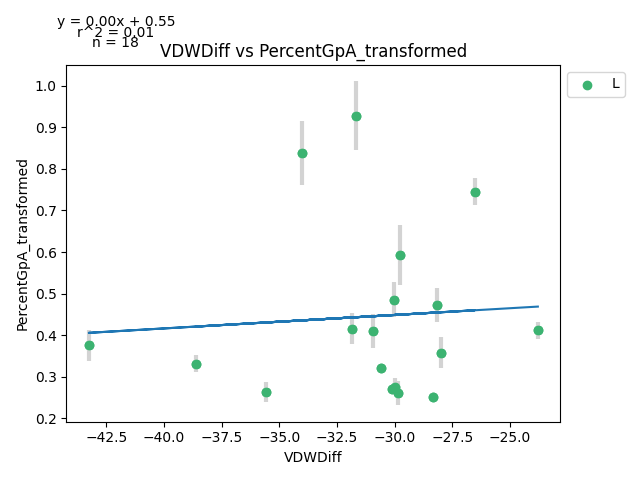 y = 0.00x + 0.55
r^2 = 0.01
n = 18
VDWDiff vs PercentGpA_transformed
L
PercentGpA_transformed
1.0
0.9
0.8
0.7
0.6
0.5
0.4
0.3
0.2
−42.5 −40.0 −37.5 −35.0 −32.5 −30.0 −27.5 −25.0
VDWDiff